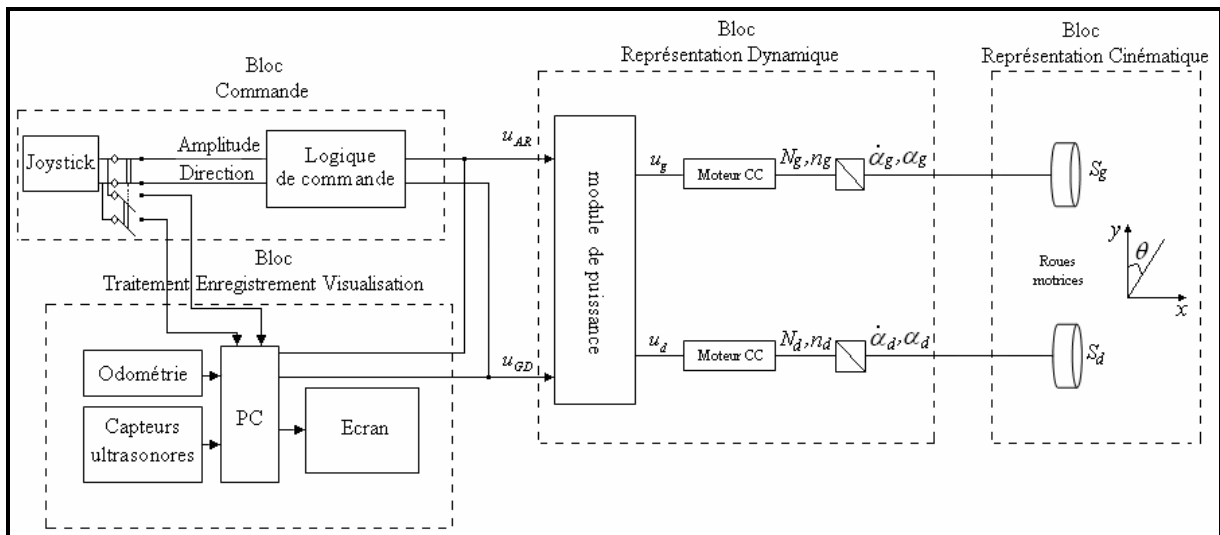 Bloc
Commande
Joystick
Amplitude
Direction
Logique
de commande
Bloc
Traitement Enregistrement Visualisation
Odométrie
Capteurs
ultrasonores
PC
Ecran
u_AR
u_GD
Bloc
Représentation Dynamique
module de puissance
u_g
Moteur CC
N_g, n_g
α̇_g, α_g
u_d
Moteur CC
N_d, n_d
α̇_d, α_d
Bloc
Représentation Cinématique
S_g
y
θ
x
Roues
motrices
S_d